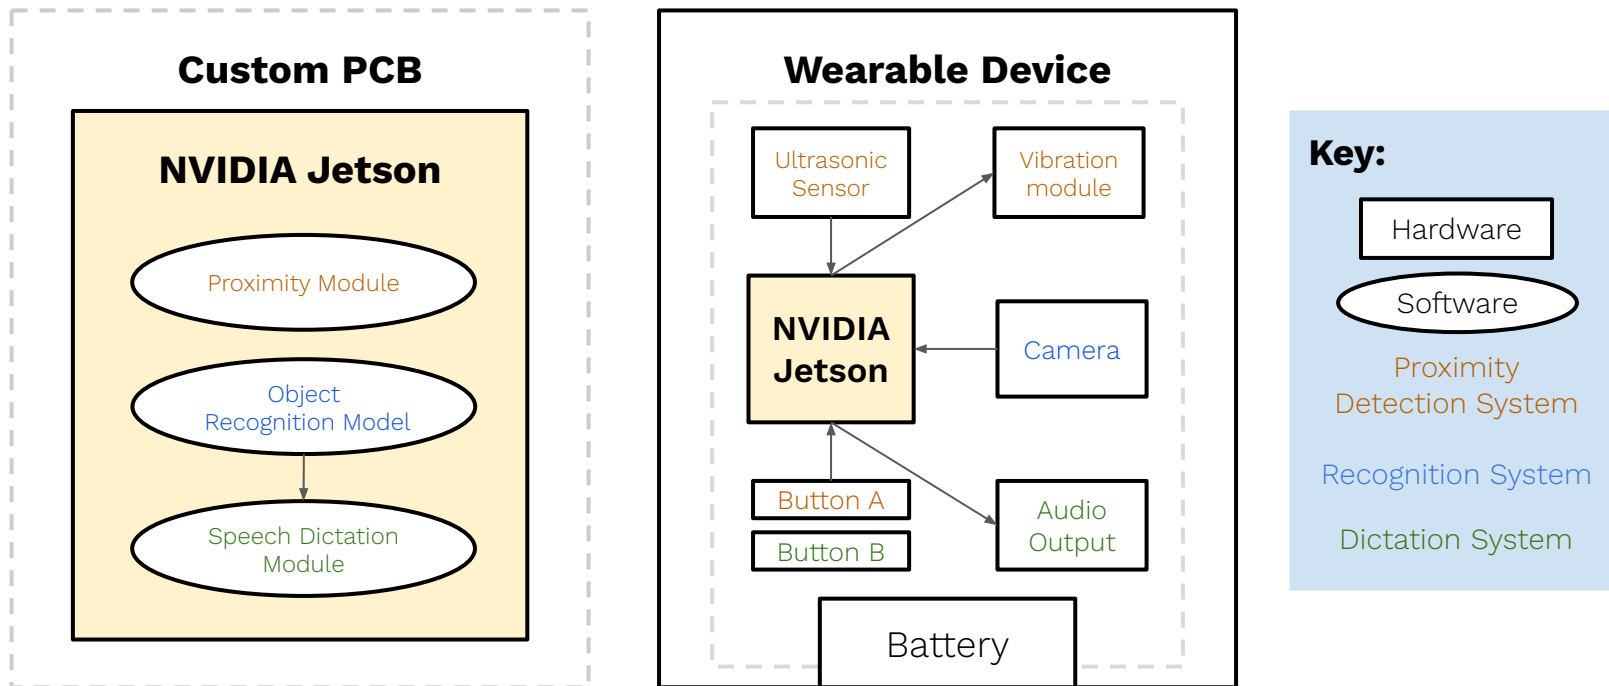 Custom PCB
NVIDIA Jetson
Proximity Module
Object
Recognition Model
Speech Dictation
Module
Wearable Device
Ultrasonic
Sensor
Vibration
module
NVIDIA
Jetson
Camera
Button A
Button B
Audio
Output
Battery
Key:
Hardware
Software
Proximity
Detection System
Recognition System
Dictation System